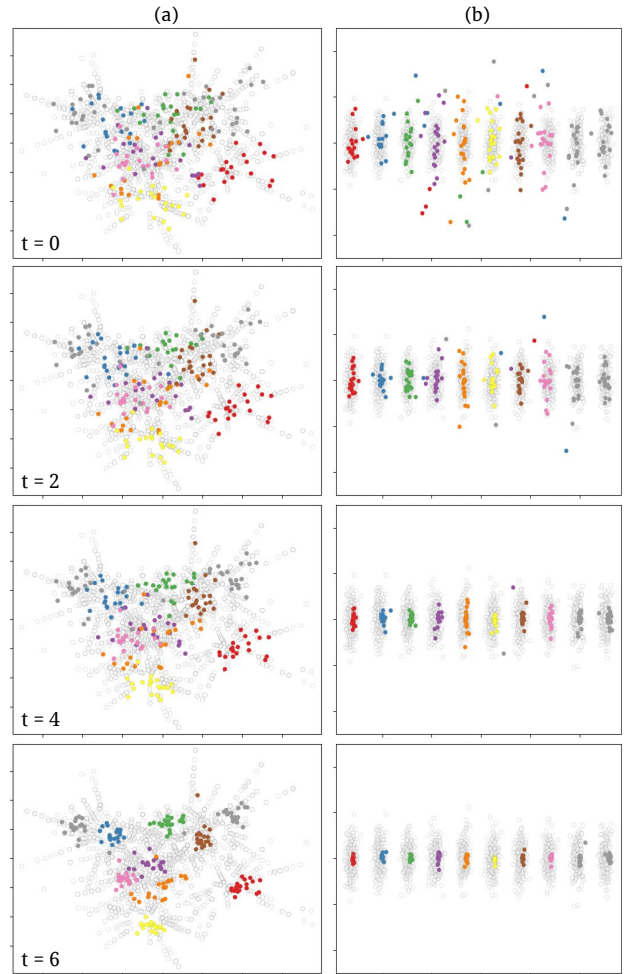 (a) (b)
t = 0
t = 2
t = 4
t = 6